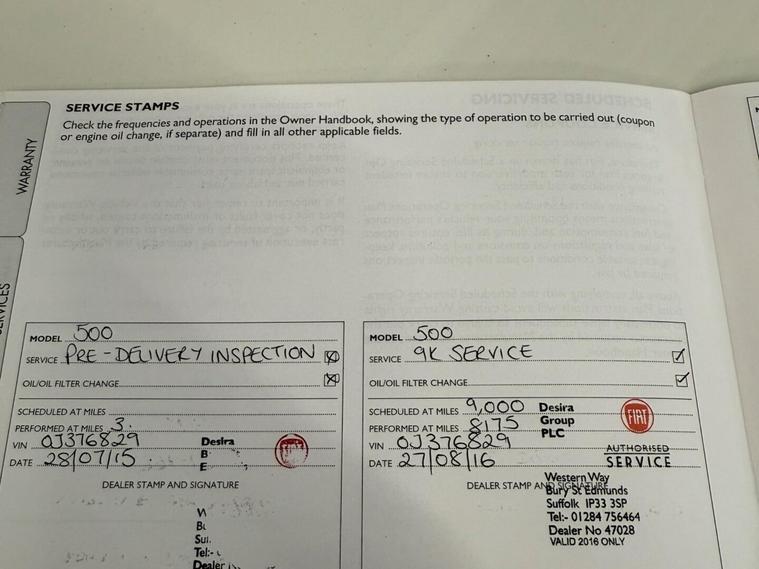 SERVICE STAMPS
Check the frequencies and operations in the Owner Handbook, showing the type of operation to be carried out (coupon
or engine oil change, if separate) and fill in all other applicable fields.
WARRANTY
MODEL 500
SERVICE PRE-DELIVERY INSPECTION
OIL/OIL FILTER CHANGE
SCHEDULED AT MILES
PERFORMED AT MILES 3.
VIN 0J376829
DATE 28/07/15
Desira
B
E
DEALER STAMP AND SIGNATURE
Tel:-
Dealer
MODEL 500
SERVICE 9K SERVICE
OIL/OIL FILTER CHANGE
SCHEDULED AT MILES 9,000
PERFORMED AT MILES 8175
VIN 0J376829
DATE 27/08/16
Desira
Group
PLC
FIAT
AUTHORISED
SERVICE
DEALER STAMP AND SIGNATURE
Western Way
Bury St Edmunds
Suffolk IP33 3SP
Tel:- 01284 756464
Dealer No 47028
VALID 2016 ONLY